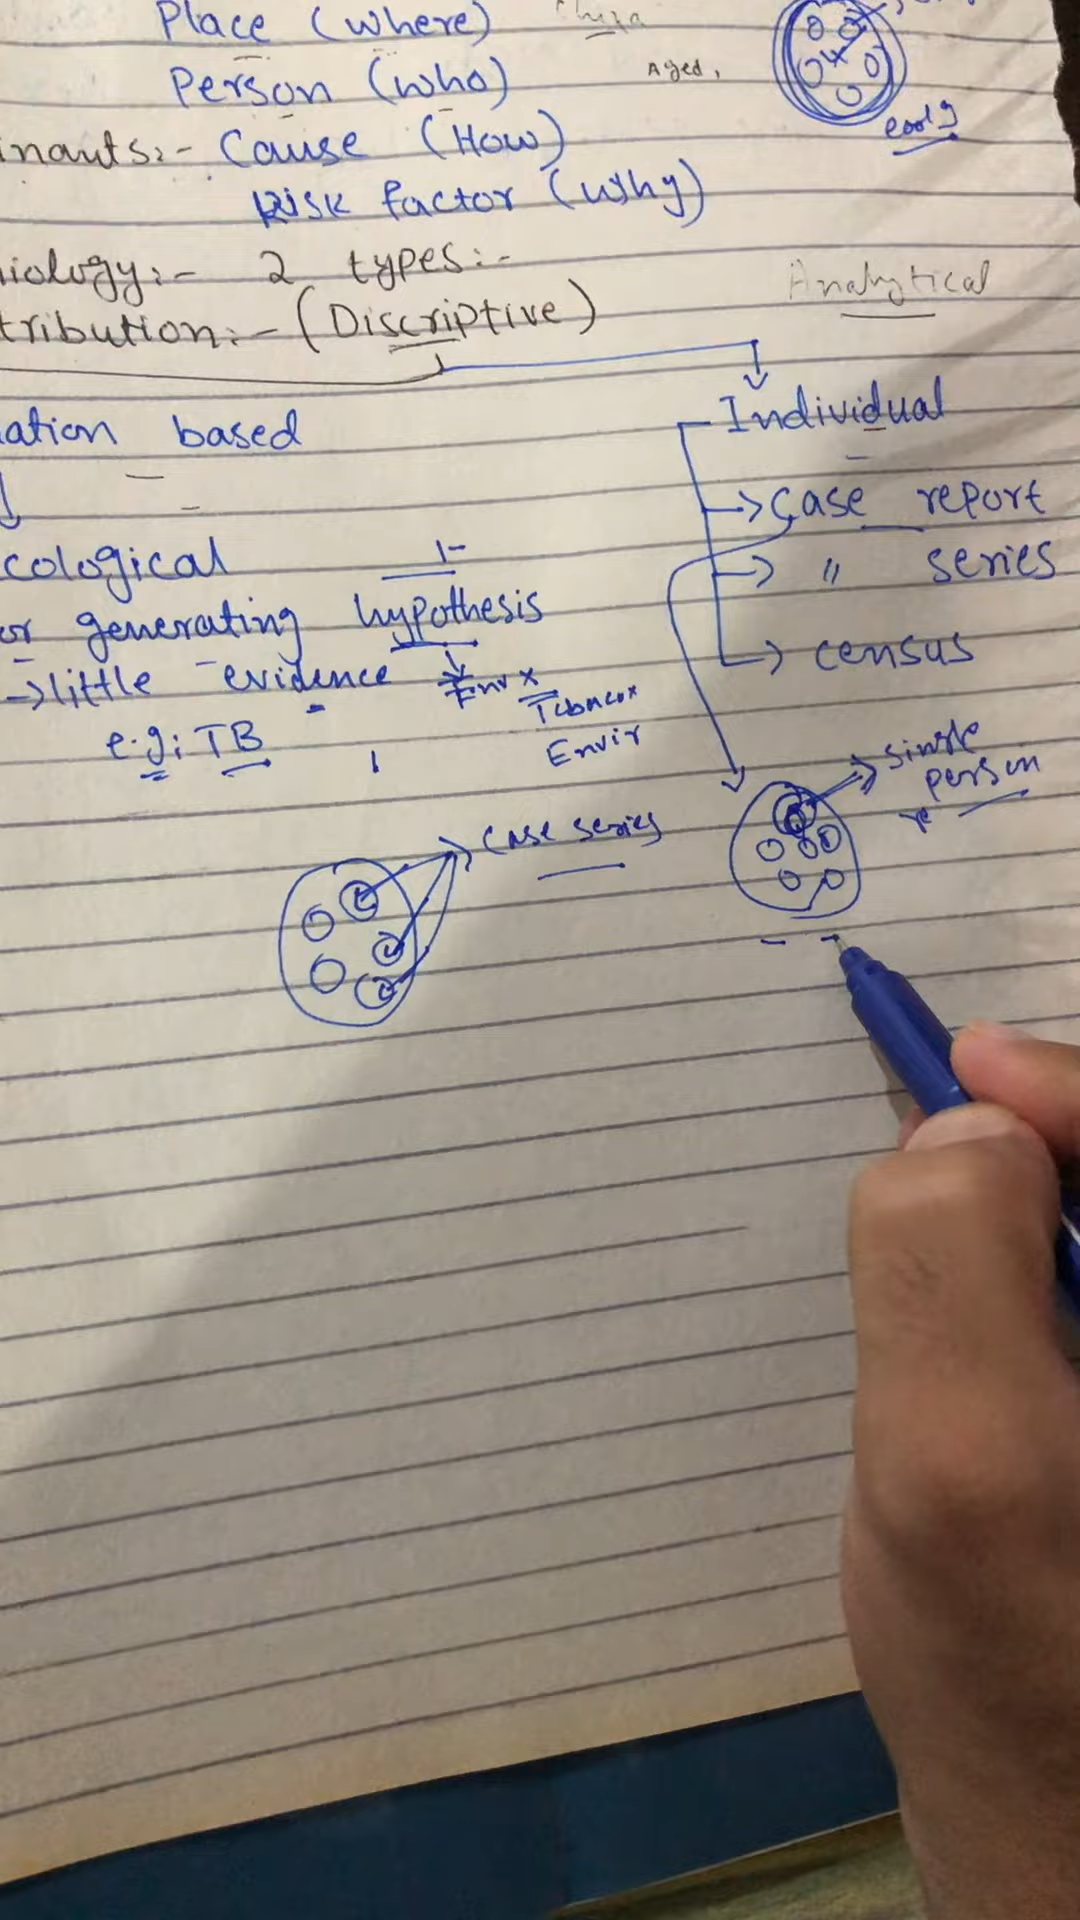 Place (where)
Person (who)
Aged,
inants:- Cause (How)
Risk factor (why)
iology:- 2 types:-
Analytical
tribution:- (Discriptive)
Individual
ation based
case report
" series
census
cological
or generating hypothesis
little evidence
Env x
Envir
e.g: TB
single
person
case series